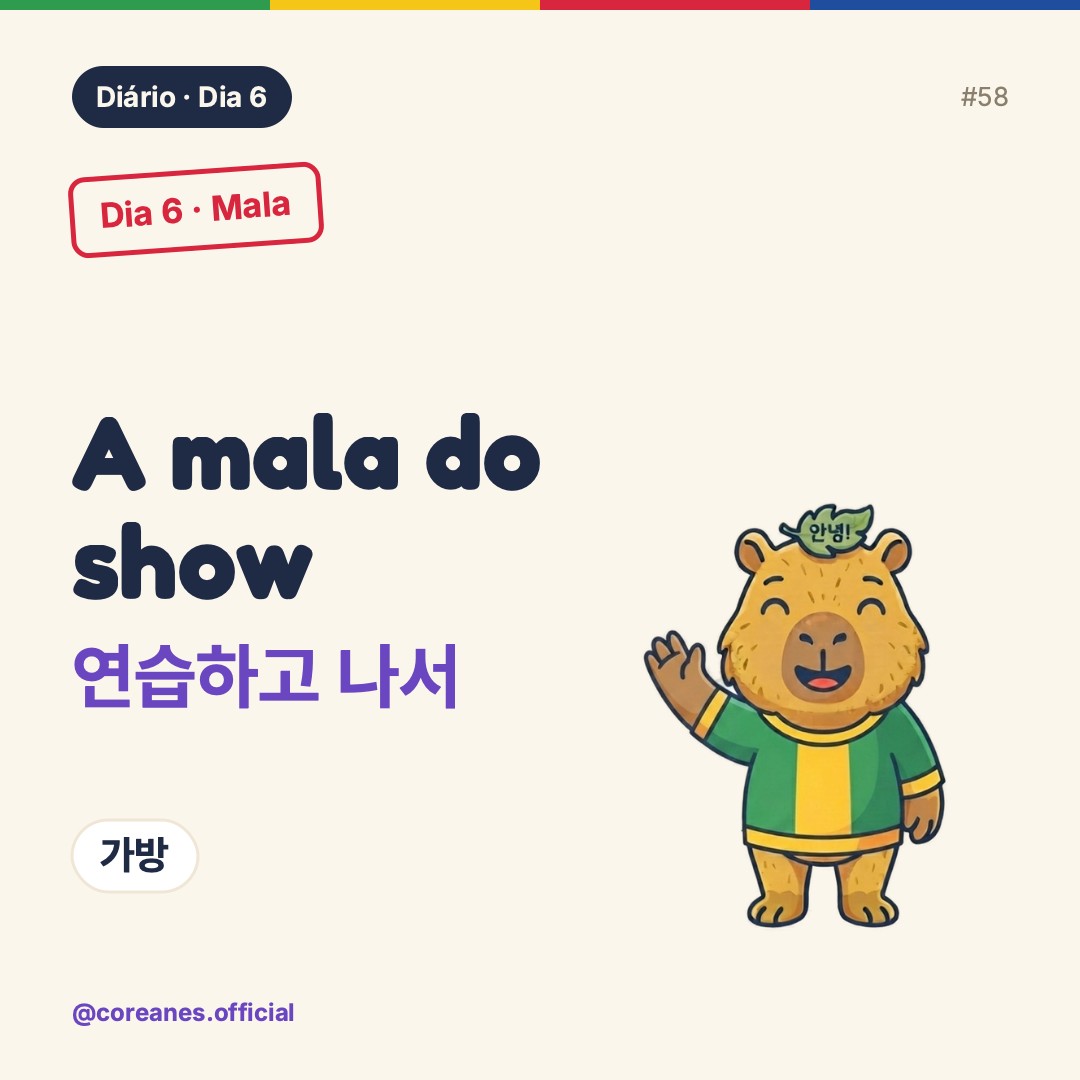 Diário · Dia 6
#58
Dia 6 · Mala
A mala do
show
연습하고 나서
안녕!
가방
@coreanes.official